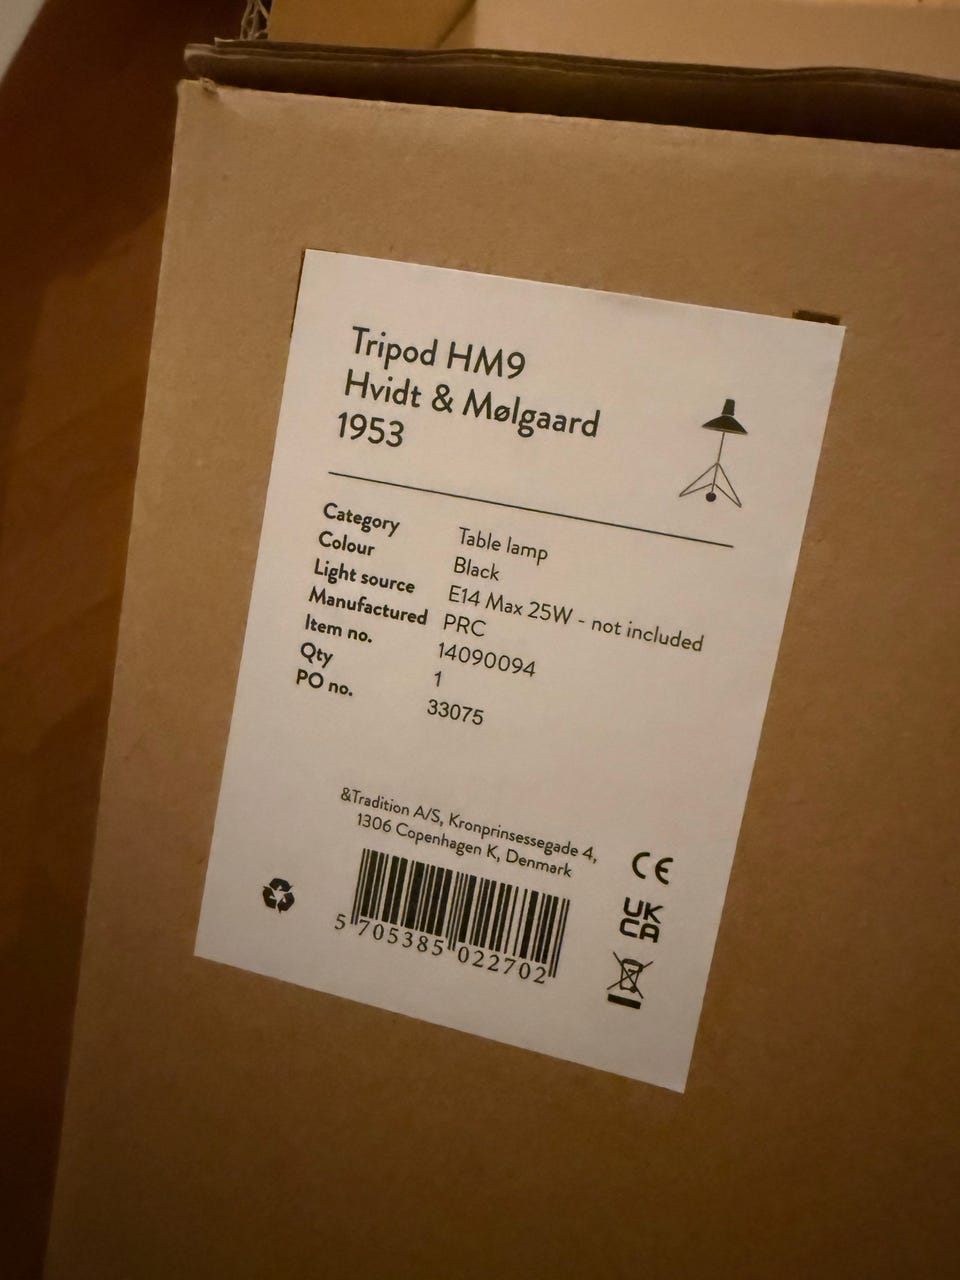 Tripod HM9
Hvidt & Mølgaard
1953
Category Table lamp
Colour Black
Light source E14 Max 25W - not included
Manufactured PRC
Item no. 14090094
Qty 1
PO no. 33075
&Tradition A/S, Kronprinsessegade 4,
1306 Copenhagen K, Denmark
5 705385 022702
CE
UK
CA